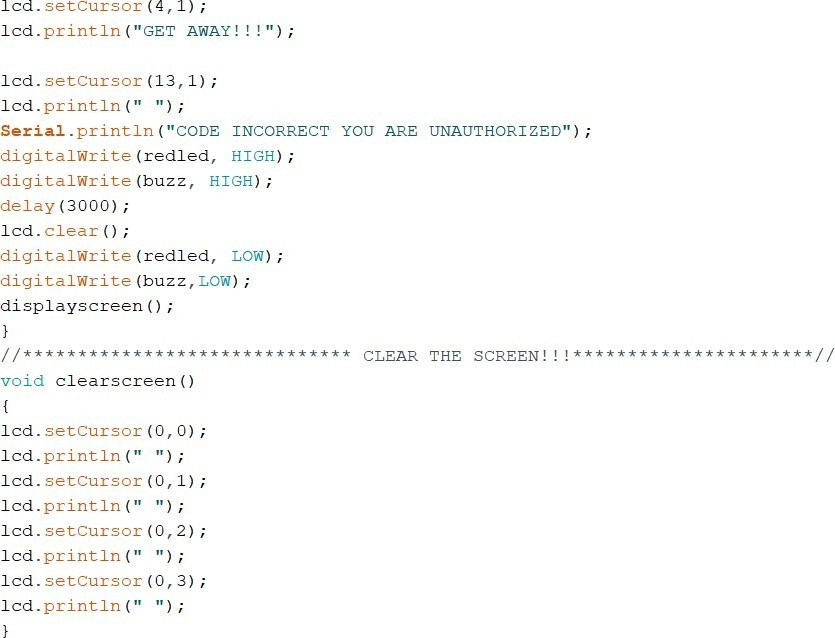 lcd.setCursor(4,1);
lcd.println("GET AWAY!!!");
lcd.setCursor(13,1);
lcd.println(" ");
Serial.println("CODE INCORRECT YOU ARE UNAUTHORIZED");
digitalWrite(redled, HIGH);
digitalWrite(buzz, HIGH);
delay(3000);
lcd.clear();
digitalWrite(redled, LOW);
digitalWrite(buzz,LOW);
displayscreen();
}
//****************************** CLEAR THE SCREEN!!!**********************//
void clearscreen()
{
lcd.setCursor(0,0);
lcd.println(" ");
lcd.setCursor(0,1);
lcd.println(" ");
lcd.setCursor(0,2);
lcd.println(" ");
lcd.setCursor(0,3);
lcd.println(" ");
}